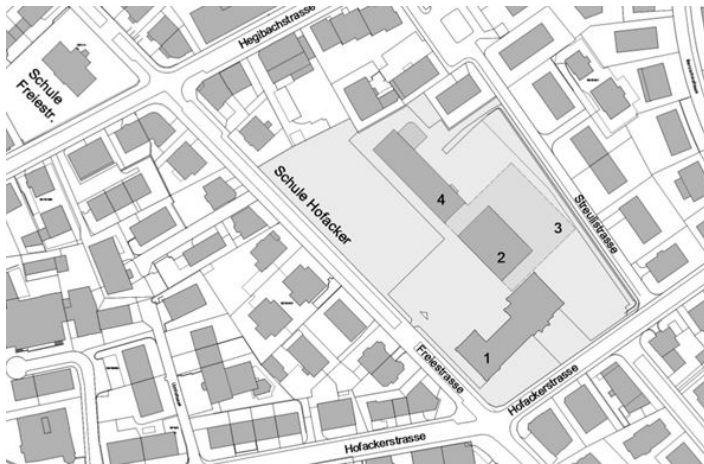 Hegibachstrasse
Schule
Freiestr.
Schule Hofacker
4
3
2
Streulistrasse
1
Freiestrasse
Hofackerstrasse
Hofackerstrasse